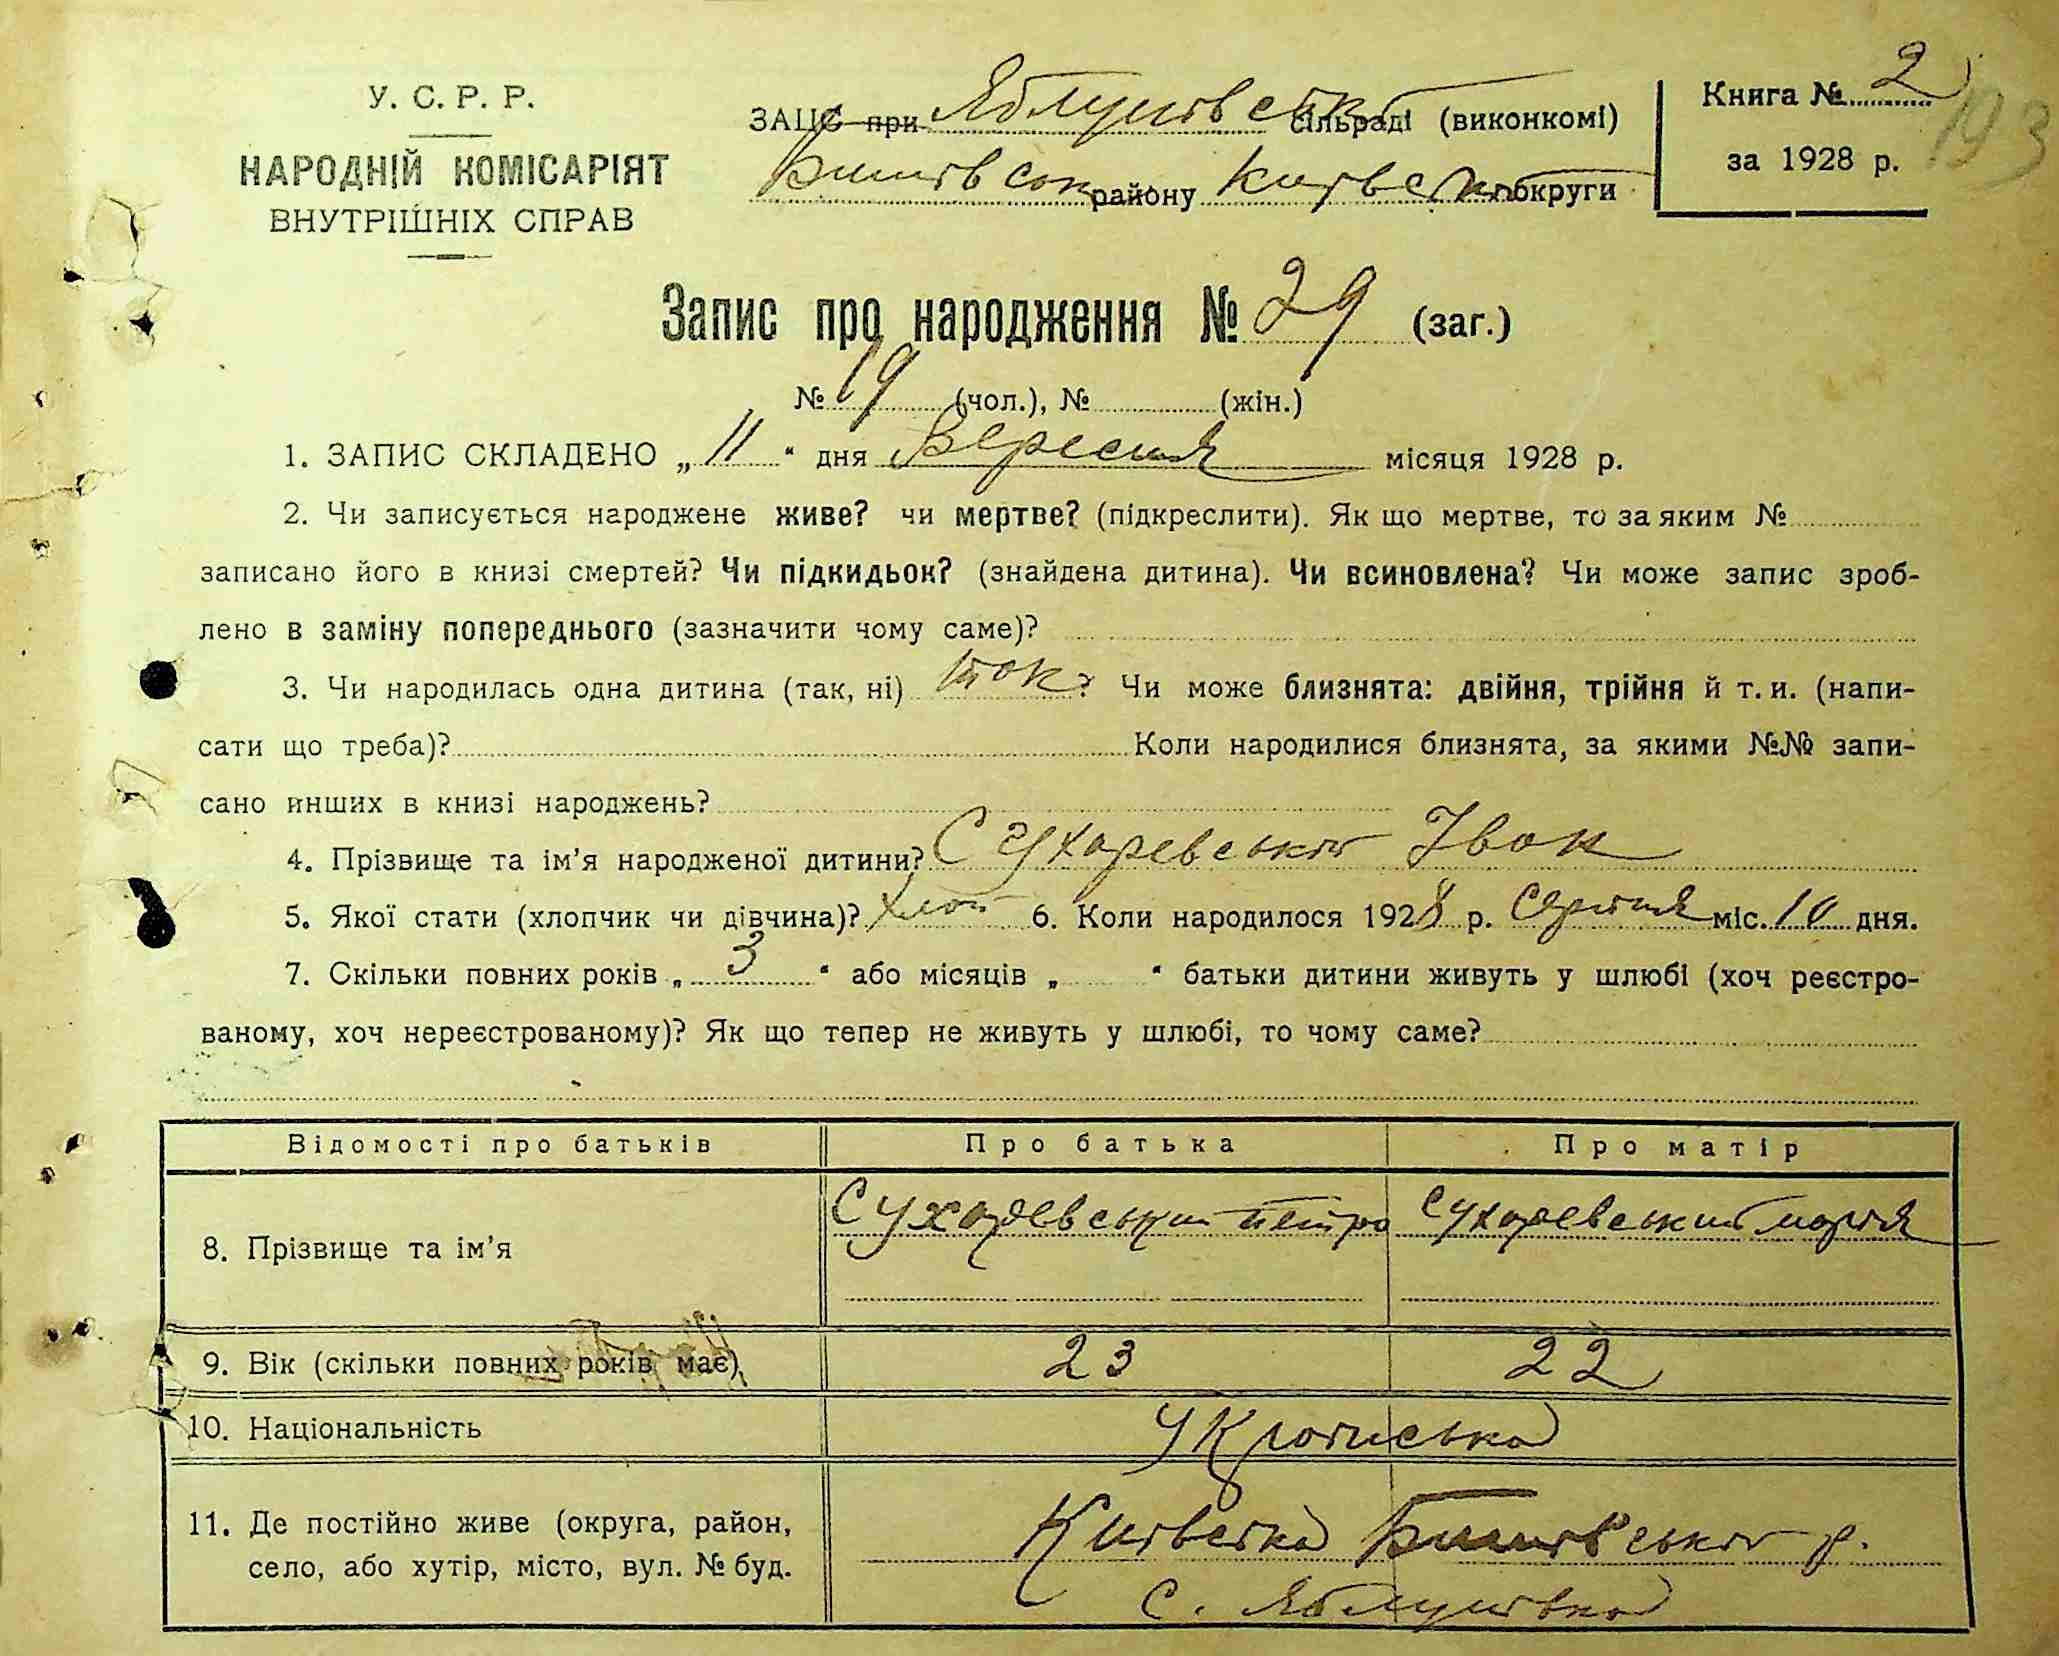 У. С. Р. Р.
НАРОДНІЙ КОМІСАРІЯТ
ВНУТРІШНІХ СПРАВ
ЗАЦС при Яблунівськ сільраді (виконкомі)
Бишівськ району Київськ округи
Книга № 2
за 1928 р.
193
Запис про народження № 29 (заг.)
№ 19 (чол.), № (жін.)
1. ЗАПИС СКЛАДЕНО „ 11 “ дня Вересня місяця 1928 р.
2. Чи записується народжене живе? чи мертве? (підкреслити). Як що мертве, то за яким №
записано його в книзі смертей? Чи підкидьок? (знайдена дитина). Чи всиновлена? Чи може запис зроб-
лено в заміну попереднього (зазначити чому саме)?
3. Чи народилась одна дитина (так, ні) так? Чи може близнята: двійня, трійня й т. и. (напи-
сати що треба)? Коли народилися близнята, за якими №№ запи-
сано инших в книзі народжень?
4. Прізвище та ім’я народженої дитини? Сухаревський Іван
5. Якої стати (хлопчик чи дівчина)? хлоп 6. Коли народилося 1928 р. Серпня міс. 10 дня.
7. Скільки повних років „ 3 “ або місяців „ “ батьки дитини живуть у шлюбі (хоч реєстро-
ваному, хоч нереєстрованому)? Як що тепер не живуть у шлюбі, то чому саме?
Відомості про батьків Про батька Про матір
8. Прізвище та ім’я Сухаревський Петро Сухаревський Марія
9. Вік (скільки повних років має) 23 22
10. Національність Українська
11. Де постійно живе (округа, район,
село, або хутір, місто, вул. № буд.
Київська Бишівський р.
с. Яблунівка